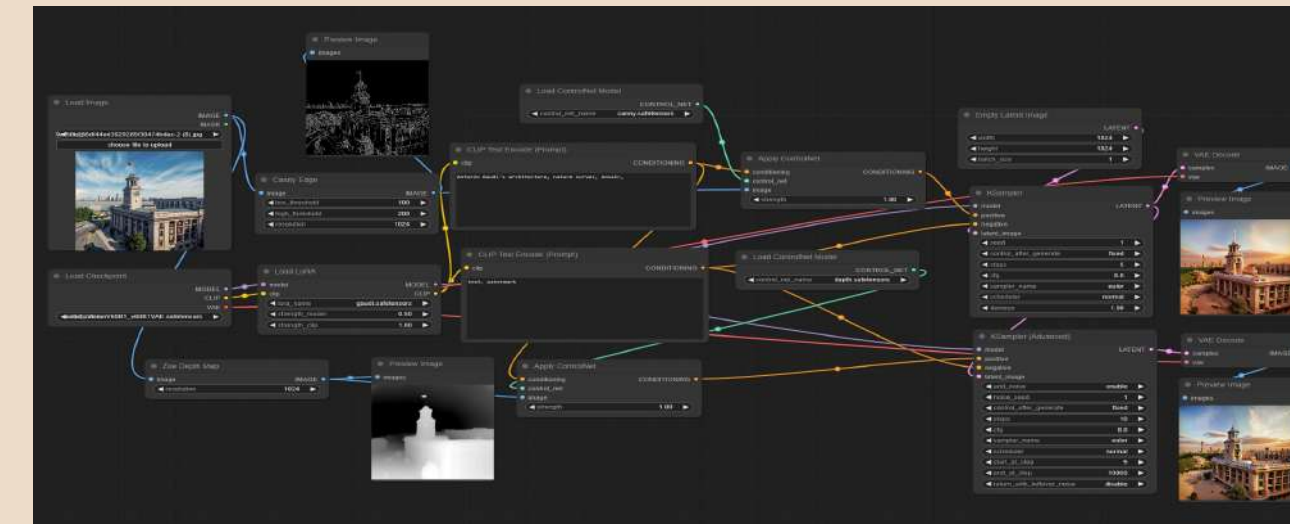 Load Image
IMAGE
MASK
choose file to upload
Load Checkpoint
MODEL
CLIP
VAE
Preview Image
images
Canny Edge
image
IMAGE
low_threshold 100
high_threshold 200
resolution 1024
Load LoRA
model
MODEL
clip
CLIP
lora_name gaudi.safetensors
strength_model 0.50
strength_clip 1.00
Zoe Depth Map
image
IMAGE
resolution 1024
Preview Image
images
CLIP Text Encode (Prompt)
clip
CONDITIONING
CLIP Text Encode (Prompt)
clip
CONDITIONING
text, watermark
Load ControlNet Model
CONTROL_NET
control_net_name canny.safetensors
Apply ControlNet
conditioning
CONDITIONING
control_net
image
strength 1.00
Load ControlNet Model
CONTROL_NET
control_net_name depth.safetensors
Apply ControlNet
conditioning
CONDITIONING
control_net
image
strength 1.00
Empty Latent Image
LATENT
width 1024
height 1024
batch_size 1
KSampler
model
LATENT
positive
negative
latent_image
seed 1
control_after_generate fixed
steps 5
cfg 8.0
sampler_name euler
scheduler normal
denoise 1.00
KSampler (Advanced)
model
LATENT
positive
negative
latent_image
add_noise enable
noise_seed 1
control_after_generate fixed
steps 10
cfg 8.0
sampler_name euler
scheduler normal
start_at_step
end_at_step 10000
return_with_leftover_noise disable
VAE Decode
samples
IMAGE
vae
Preview Image
images
VAE Decode
samples
vae
Preview Image
images